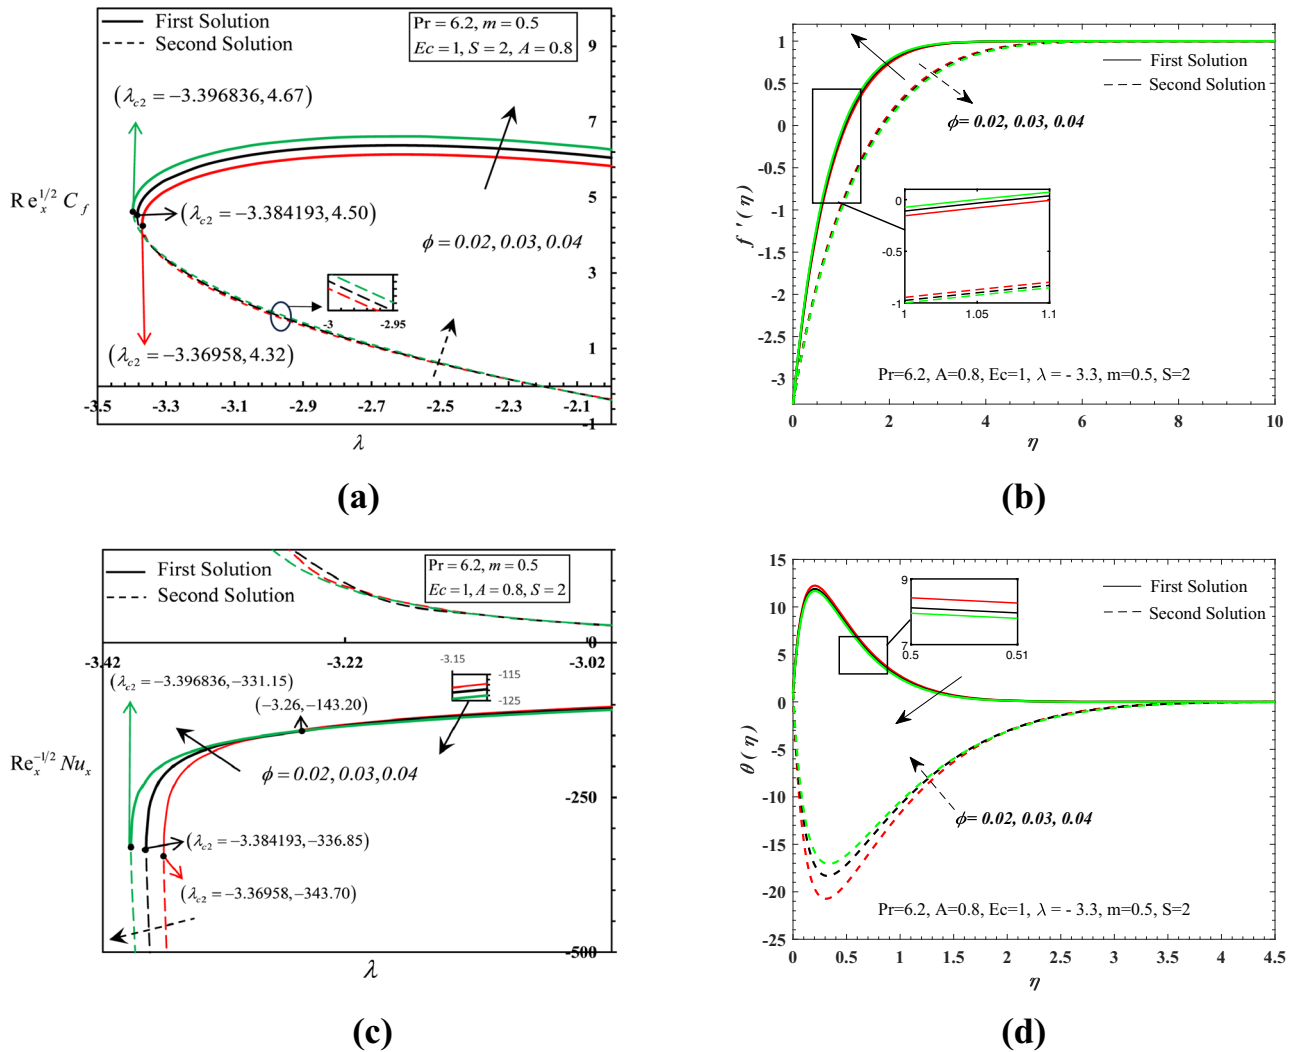 First Solution
Second Solution
Pr = 6.2, m = 0.5
Ec = 1, S = 2, A = 0.8
(λc2 = −3.396836, 4.67)
Re_x^{1/2} C_f
(λc2 = −3.384193, 4.50)
ϕ = 0.02, 0.03, 0.04
(λc2 = −3.36958, 4.32)
-3 -2.95
9
7
5
3
1
-1
-3.5 -3.1 -2.9 -2.7 -2.5 -2.3 -2.1
λ
(a)
First Solution
Second Solution
ϕ= 0.02, 0.03, 0.04
f '(η)
1
0.5
0
-0.5
-1
-1.5
-2
-2.5
-3
0
-0.5
-1
1 1.05 1.1
Pr=6.2, A=0.8, Ec=1, λ = - 3.3, m=0.5, S=2
0 2 4 6 8 10
η
(b)
First Solution
Second Solution
Pr = 6.2, m = 0.5
Ec = 1, A = 0.8, S = 2
0
-3.42 -3.22 -3.02
(λc2 = −3.396836, −331.15)
(−3.26, −143.20)
-3.15
-115
-125
Re_x^{-1/2} Nu_x
ϕ = 0.02, 0.03, 0.04
-250
(λc2 = −3.384193, −336.85)
(λc2 = −3.36958, −343.70)
-500
λ
(c)
First Solution
Second Solution
9
7
0.5 0.51
θ(η)
15
10
5
0
-5
-10
-15
-20
-25
ϕ= 0.02, 0.03, 0.04
Pr=6.2, A=0.8, Ec=1, λ = - 3.3, m=0.5, S=2
0 0.5 1 1.5 2 2.5 3 3.5 4 4.5
η
(d)